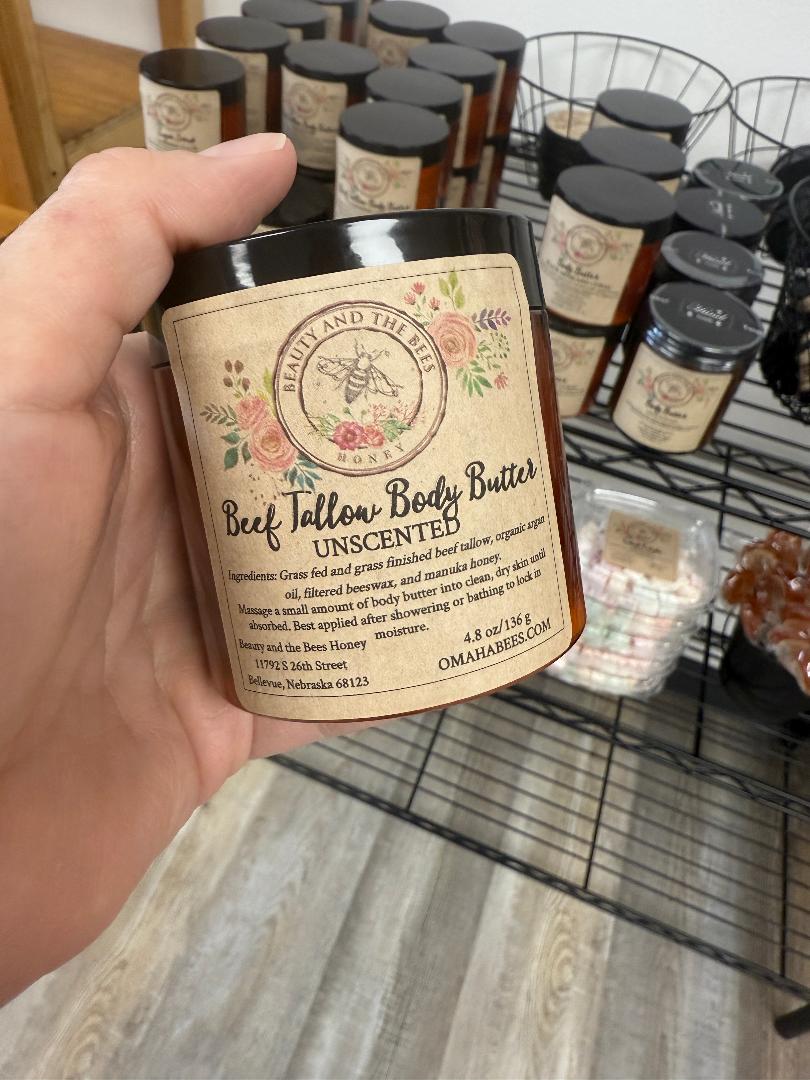 BEAUTY AND THE BEES
HONEY
Beef Tallow Body Butter
UNSCENTED
Ingredients: Grass fed and grass finished beef tallow, organic argan
oil, filtered beeswax, and manuka honey.
Massage a small amount of body butter into clean, dry skin until
absorbed. Best applied after showering or bathing to lock in
moisture.
Beauty and the Bees Honey
11792 S 26th Street
Bellevue, Nebraska 68123
4.8 oz/136 g
OMAHABEES.COM
Body Butter
Body Butter